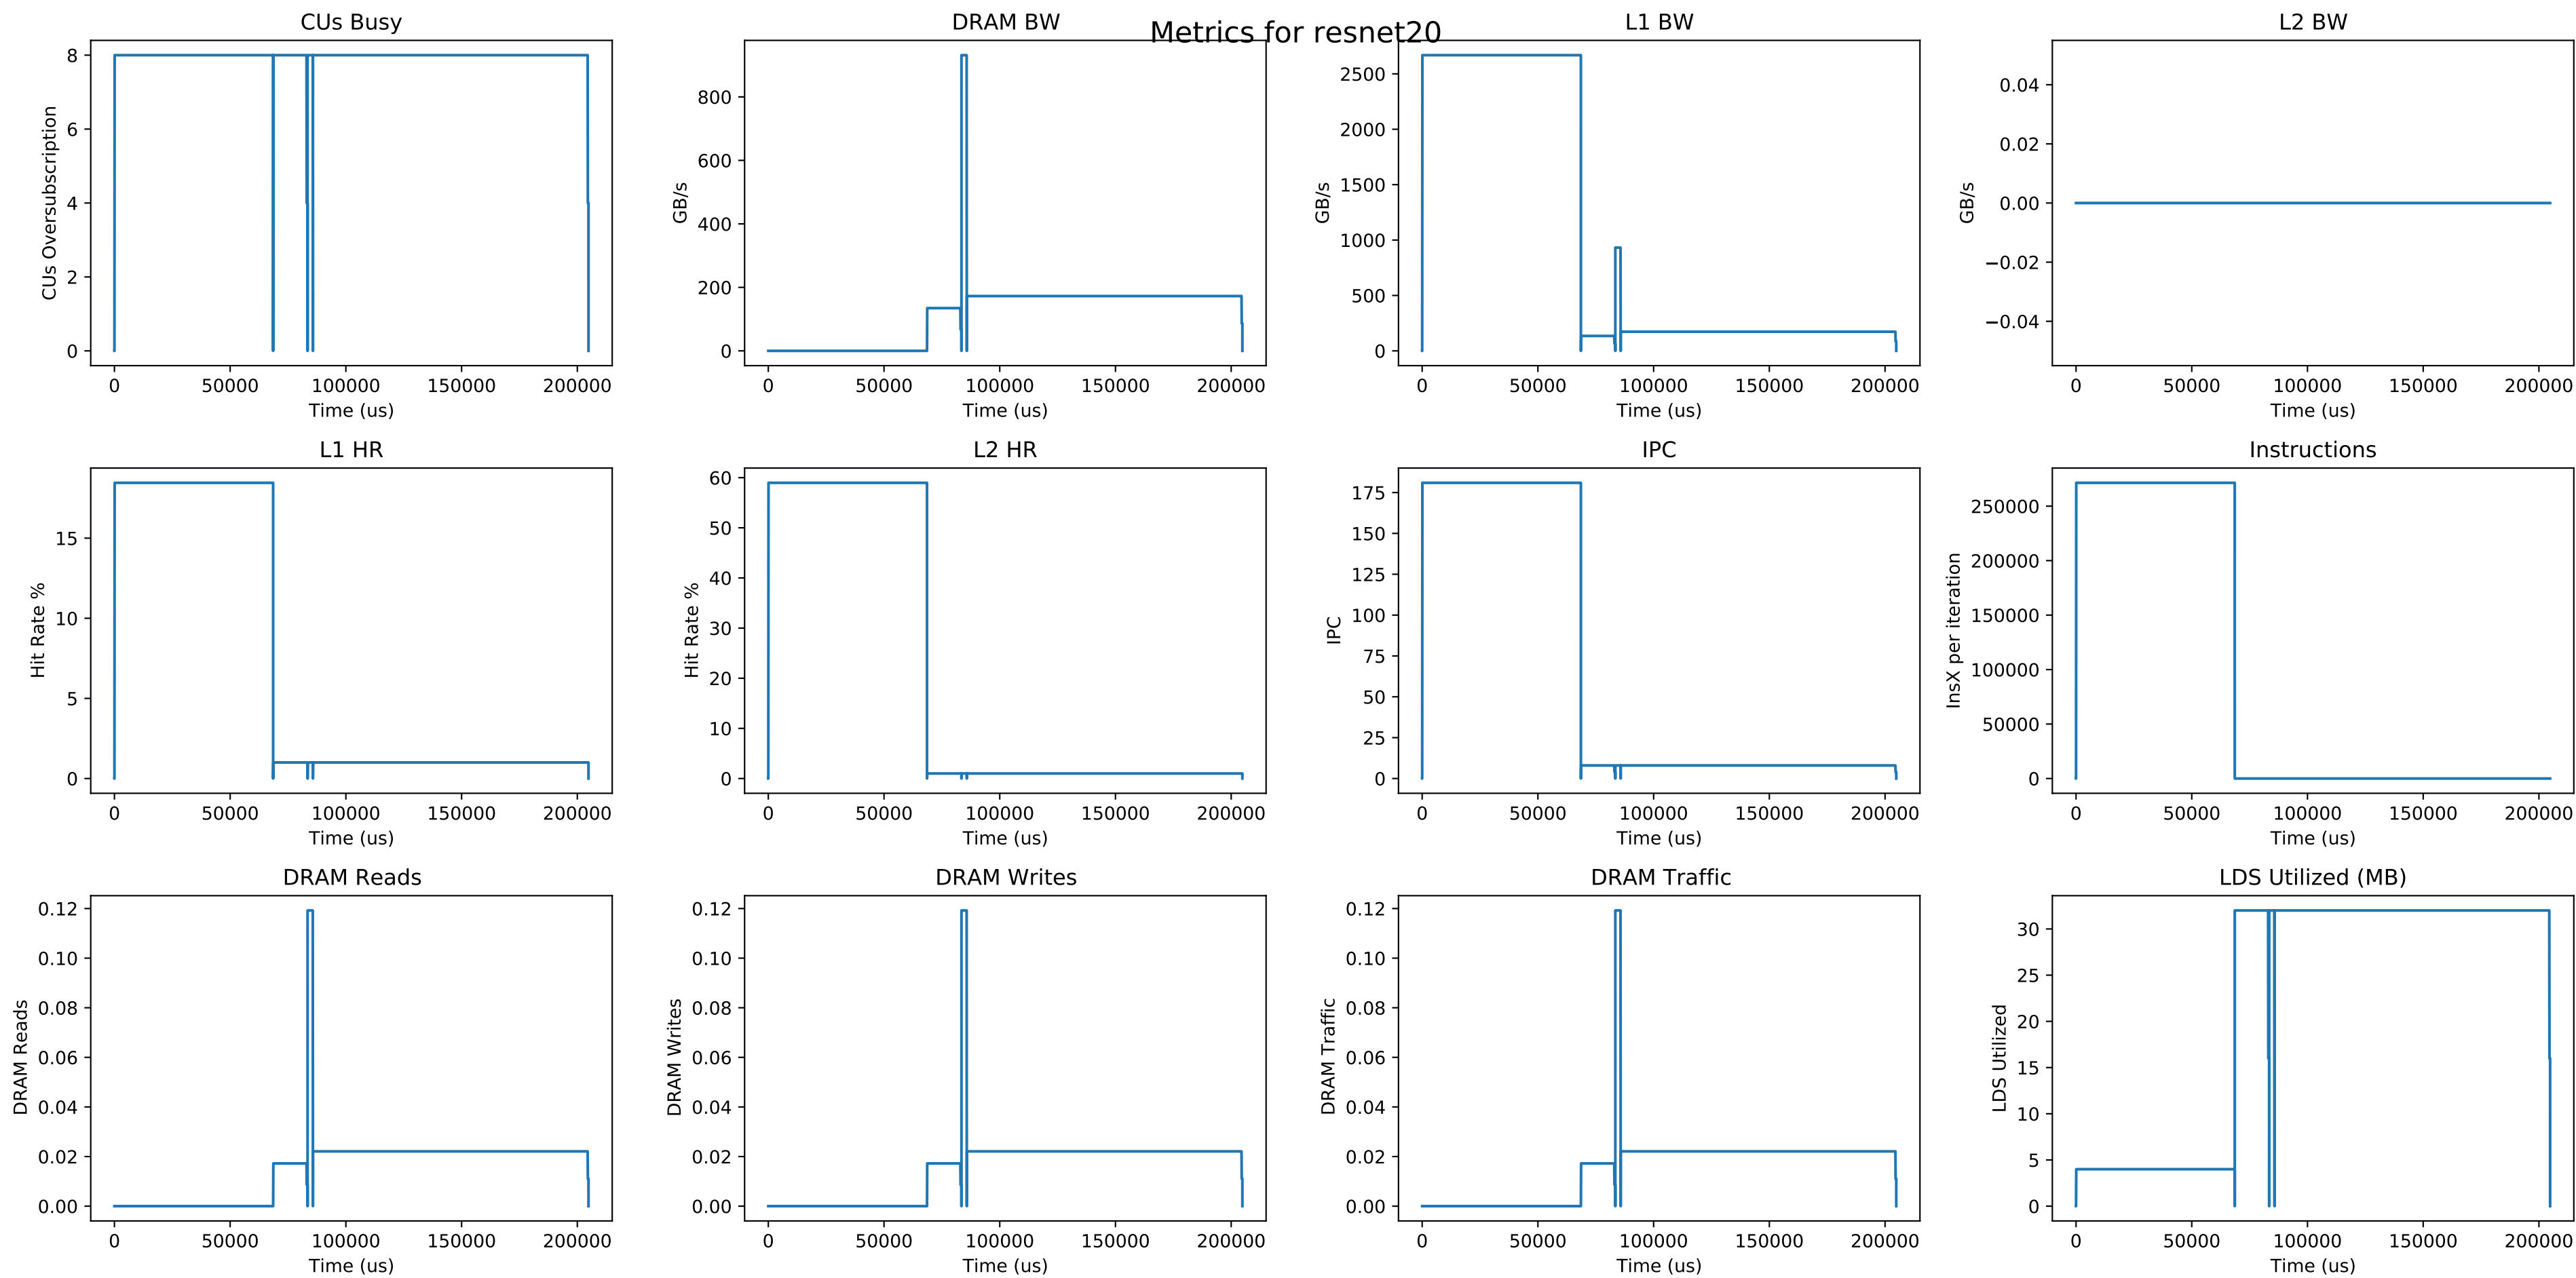 Metrics for resnet20
CUs Busy
CUs Oversubscription
8
6
4
2
0
0 50000 100000 150000 200000
Time (us)
DRAM BW
GB/s
800
600
400
200
0
0 50000 100000 150000 200000
Time (us)
L1 BW
GB/s
2500
2000
1500
1000
500
0
0 50000 100000 150000 200000
Time (us)
L2 BW
GB/s
0.04
0.02
0.00
−0.02
−0.04
0 50000 100000 150000 200000
Time (us)
L1 HR
Hit Rate %
15
10
5
0
0 50000 100000 150000 200000
Time (us)
L2 HR
Hit Rate %
60
50
40
30
20
10
0
0 50000 100000 150000 200000
Time (us)
IPC
IPC
175
150
125
100
75
50
25
0
0 50000 100000 150000 200000
Time (us)
Instructions
InsX per iteration
250000
200000
150000
100000
50000
0
0 50000 100000 150000 200000
Time (us)
DRAM Reads
DRAM Reads
0.12
0.10
0.08
0.06
0.04
0.02
0.00
0 50000 100000 150000 200000
Time (us)
DRAM Writes
DRAM Writes
0.12
0.10
0.08
0.06
0.04
0.02
0.00
0 50000 100000 150000 200000
Time (us)
DRAM Traffic
DRAM Traffic
0.12
0.10
0.08
0.06
0.04
0.02
0.00
0 50000 100000 150000 200000
Time (us)
LDS Utilized (MB)
LDS Utilized
30
25
20
15
10
5
0
0 50000 100000 150000 200000
Time (us)